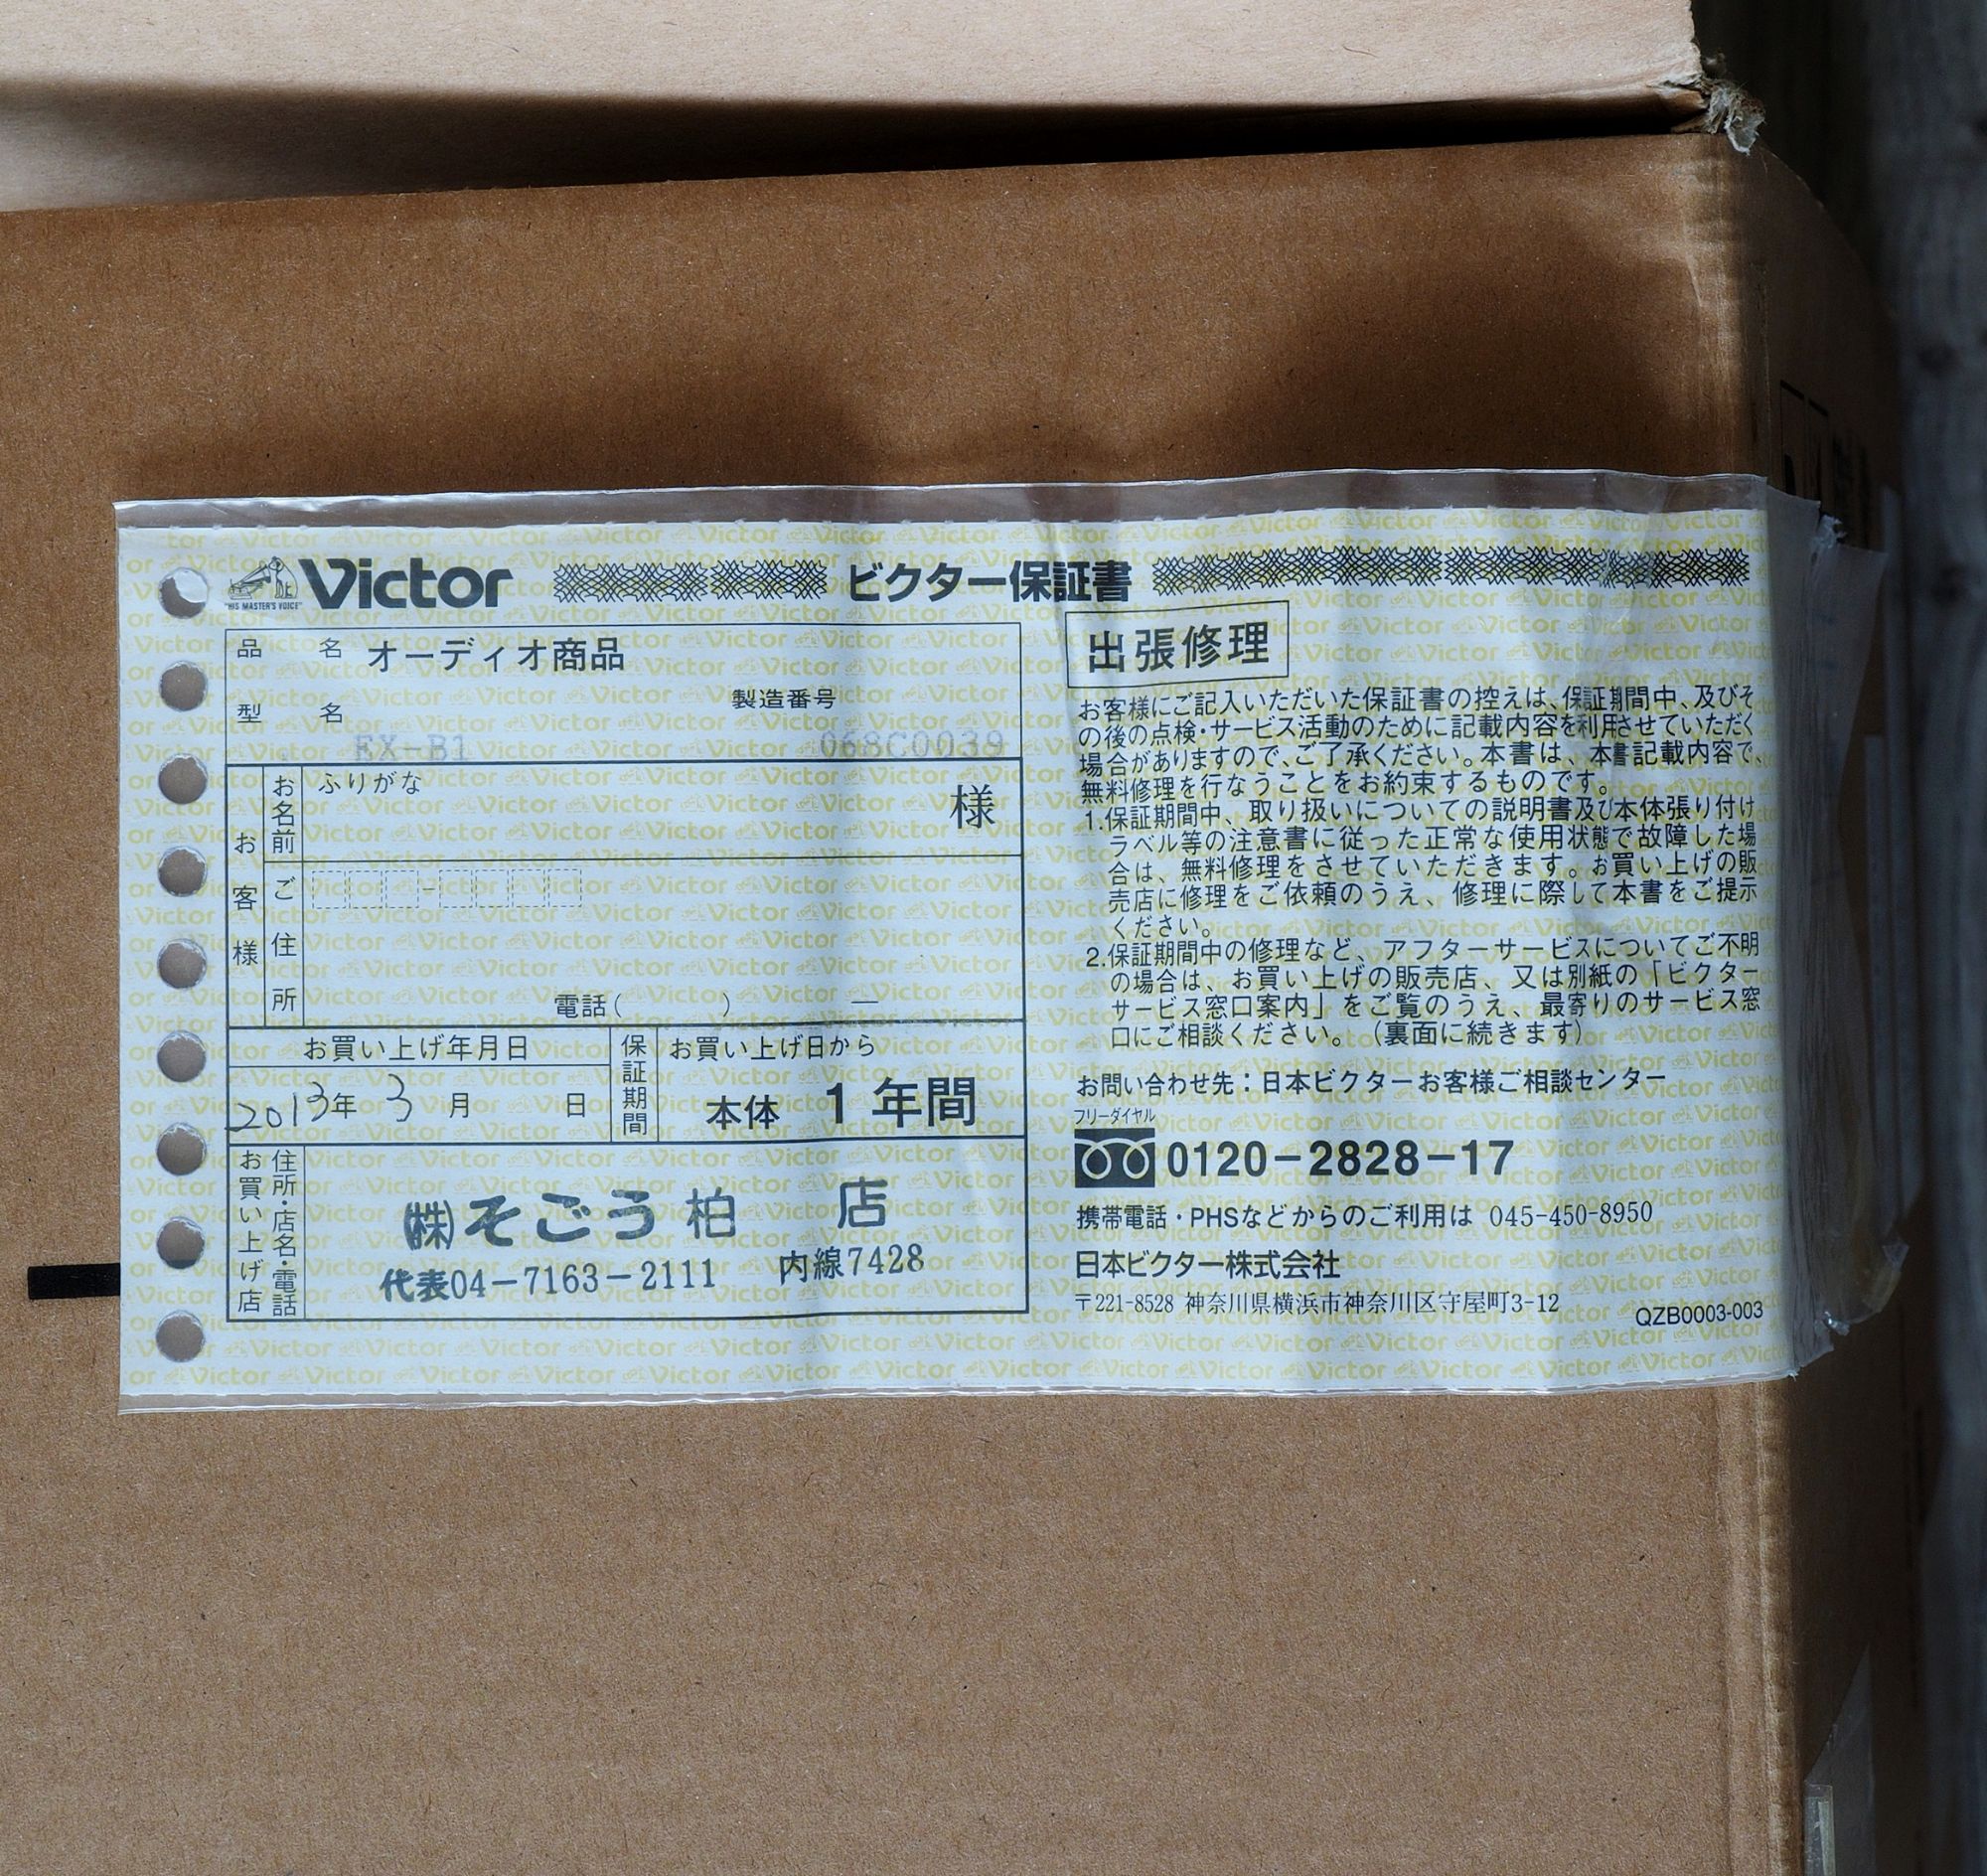 "HIS MASTER'S VOICE" Victor ビクター保証書
品名 オーディオ商品
型名 EX-B1
製造番号 068C0039
お客様
お名前
ふりがな
様
ご住所
電話( ) ー
お買い上げ年月日
2013年 3月 日
保証期間
お買い上げ日から
本体 1年間
お買い上げ店
住所・店名・電話
㈱そごう柏 店
代表04-7163-2111 内線7428
出張修理
お客様にご記入いただいた保証書の控えは、保証期間中、及びそ
の後の点検・サービス活動のために記載内容を利用させていただく
場合がありますので、ご了承ください。本書は、本書記載内容で、
無料修理を行なうことをお約束するものです。
1.保証期間中、取り扱いについての説明書及び本体張り付け
ラベル等の注意書に従った正常な使用状態で故障した場
合は、無料修理をさせていただきます。お買い上げの販
売店に修理をご依頼のうえ、修理に際して本書をご提示
ください。
2.保証期間中の修理など、アフターサービスについてご不明
の場合は、お買い上げの販売店、又は別紙の「ビクター
サービス窓口案内」をご覧のうえ、最寄りのサービス窓
口にご相談ください。(裏面に続きます)
お問い合わせ先：日本ビクターお客様ご相談センター
フリーダイヤル
0120-2828-17
携帯電話・PHSなどからのご利用は 045-450-8950
日本ビクター株式会社
〒221-8528 神奈川県横浜市神奈川区守屋町3-12
QZB0003-003